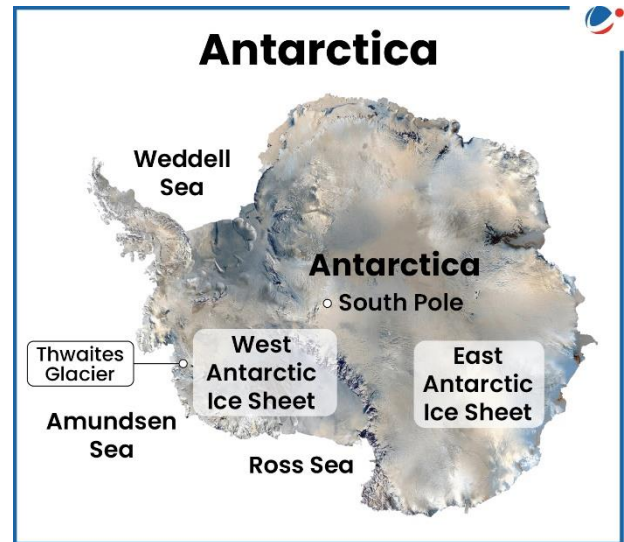 Antarctica
Weddell
Sea
Antarctica
South Pole
Thwaites
Glacier
West
Antarctic
Ice Sheet
East
Antarctic
Ice Sheet
Amundsen
Sea
Ross Sea